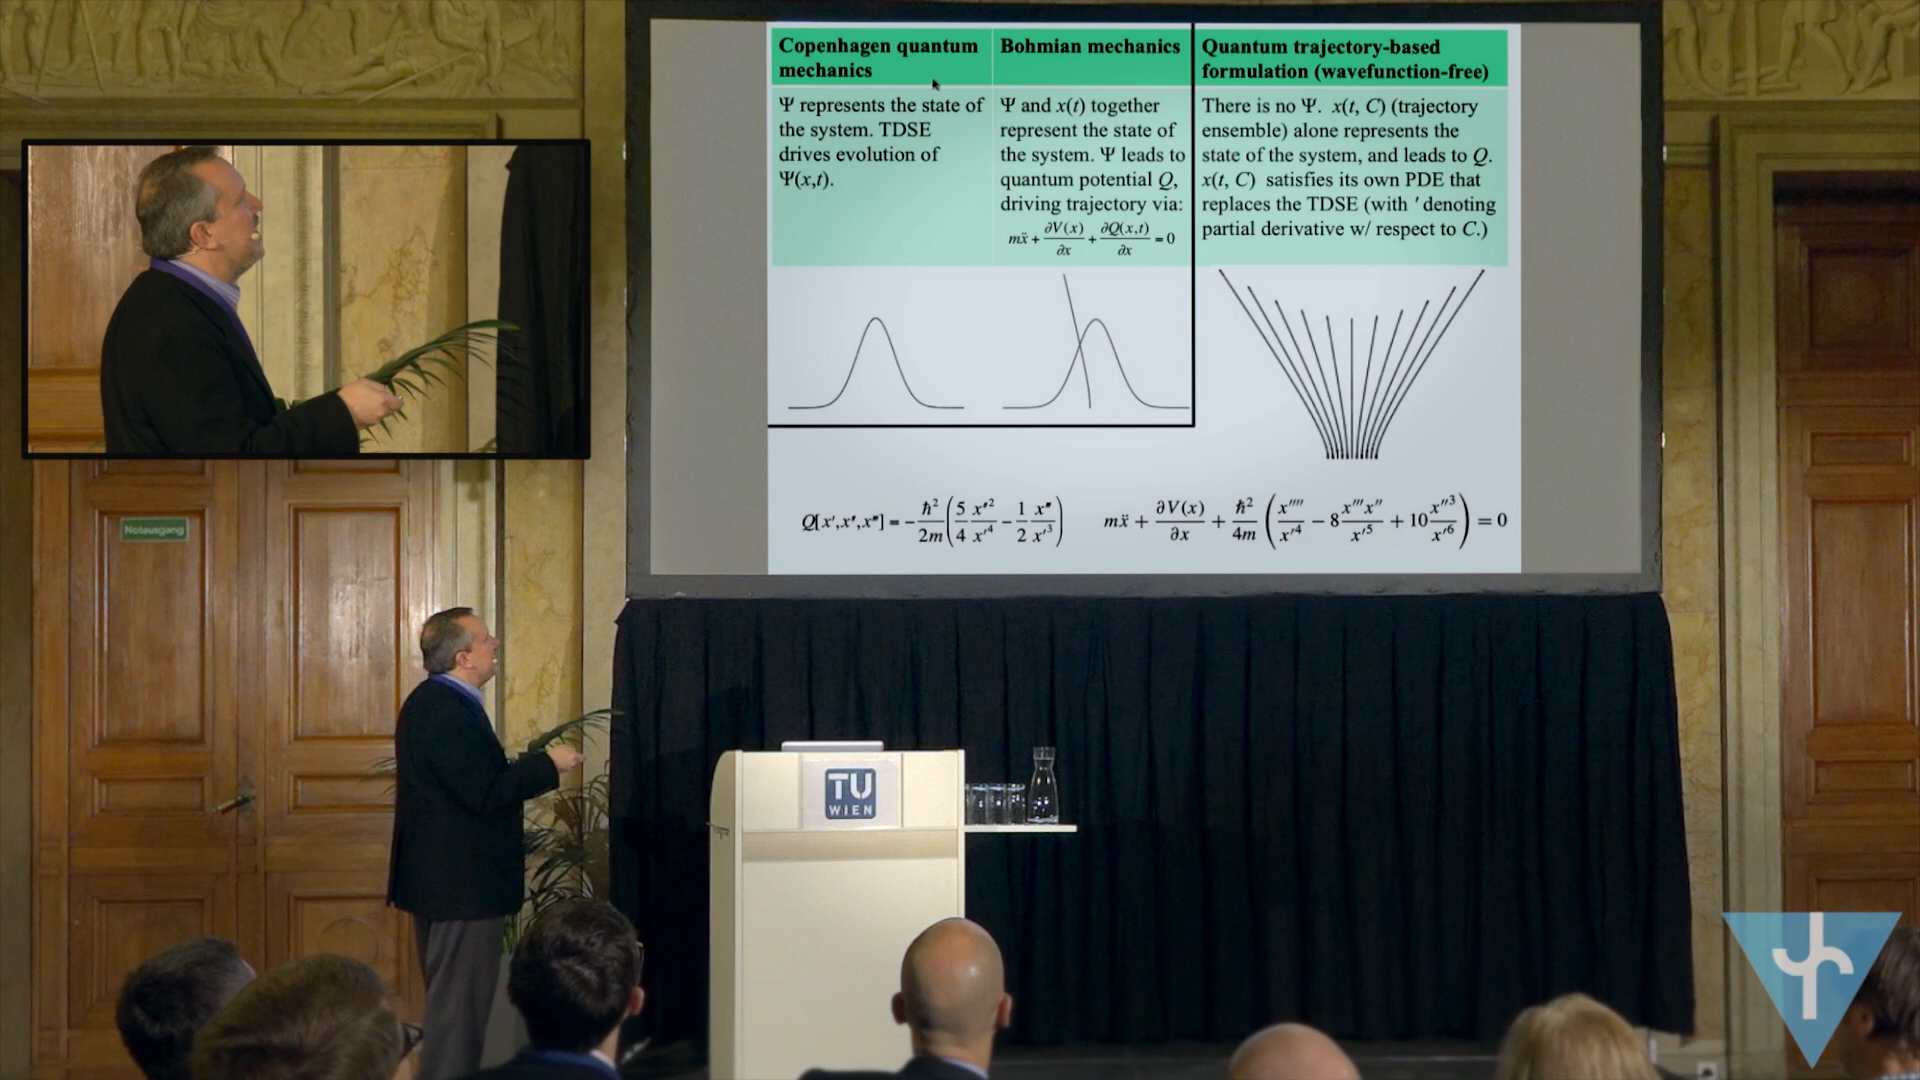 Copenhagen quantum
mechanics
Ψ represents the state of
the system. TDSE
drives evolution of
Ψ(x,t).
Bohmian mechanics
Ψ and x(t) together
represent the state of
the system. Ψ leads to
quantum potential Q,
driving trajectory via:
mẍ + ∂V(x)/∂x + ∂Q(x,t)/∂x = 0
Quantum trajectory-based
formulation (wavefunction-free)
There is no Ψ. x(t, C) (trajectory
ensemble) alone represents the
state of the system, and leads to Q.
x(t, C) satisfies its own PDE that
replaces the TDSE (with ′ denoting
partial derivative w/ respect to C.)
Q[x′,x″,x‴] = −ħ²/2m (5/4 x″²/x′⁴ − 1/2 x‴/x′³)
mẍ + ∂V(x)/∂x + ħ²/4m (x⁗/x′⁴ − 8 x‴x″/x′⁵ + 10 x″³/x′⁶) = 0
Notausgang
TU
WIEN